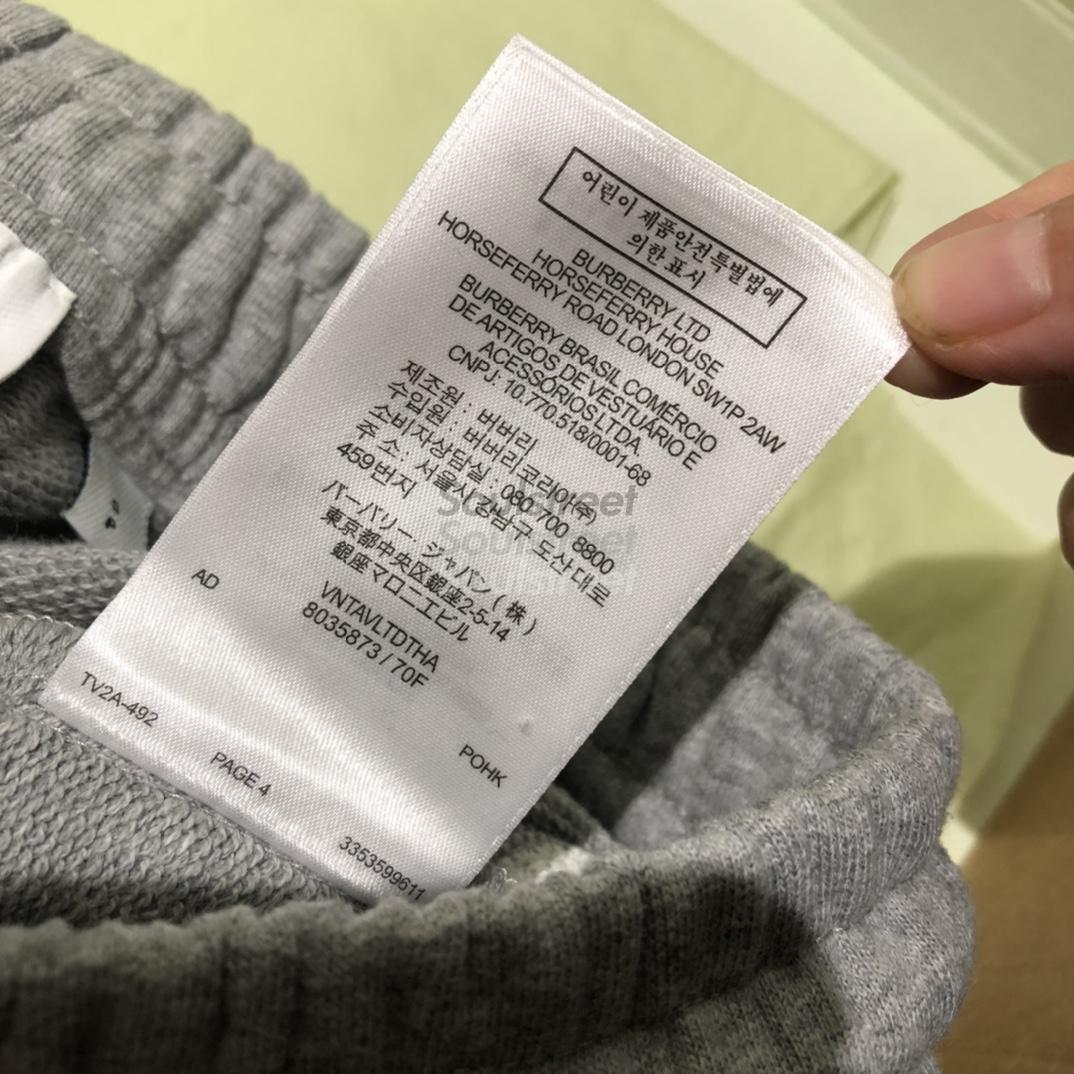 어린이 제품안전특별법에
의한 표시
BURBERRY LTD
HORSEFERRY HOUSE
HORSEFERRY ROAD LONDON SW1P 2AW
BURBERRY BRASIL COMÉRCIO
DE ARTIGOS DE VESTUÁRIO E
ACESSÓRIOS LTDA.
CNPJ: 10.770.518/0001-68
제조원 : 버버리
수입원 : 버버리코리아㈜
소비자상담실 : 080-700 8800
주 소 : 서울시 강남구 도산대로
459번지
バーバリー ジャパン ( 株 )
東京都中央区銀座2-5-14
銀座マロニエビル
AD
VNTAVLTDTHA
8035873 / 70F
TV2A-492
POHK
PAGE 4
3353599611
Soulstreet
Soulstreet